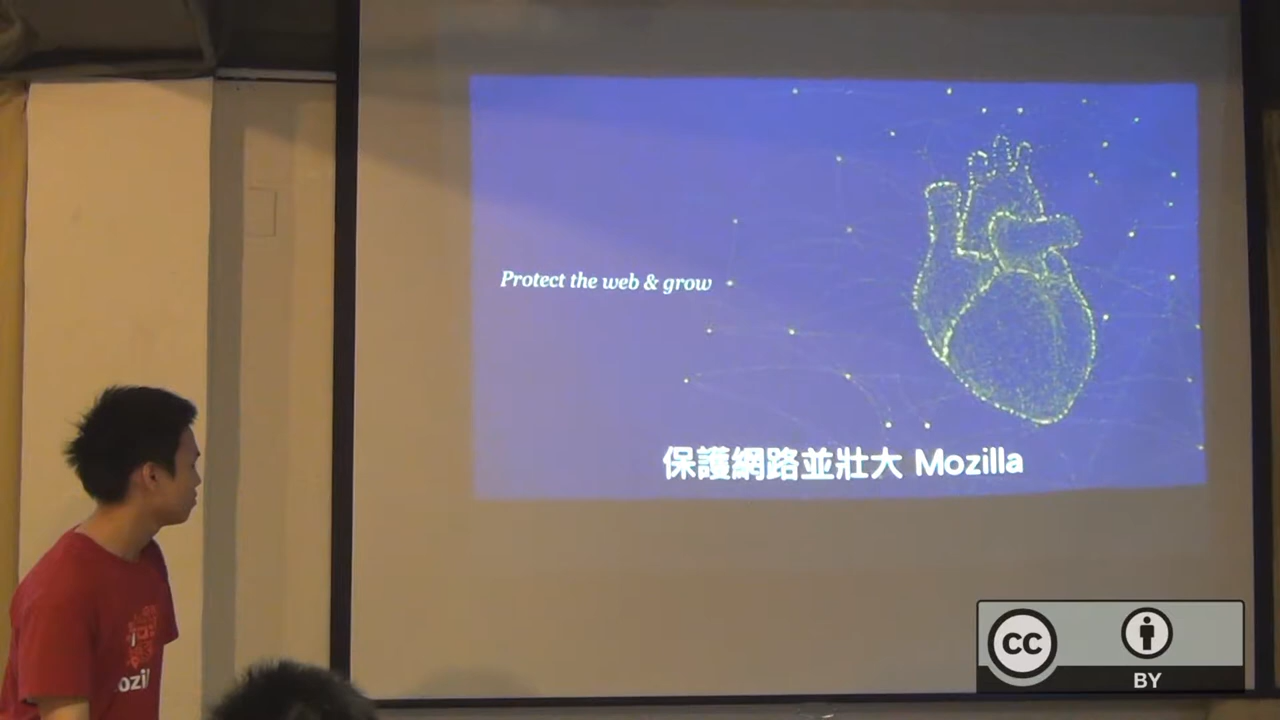 Protect the web & grow
保護網路並壯大 Mozilla
ozil
CC
BY